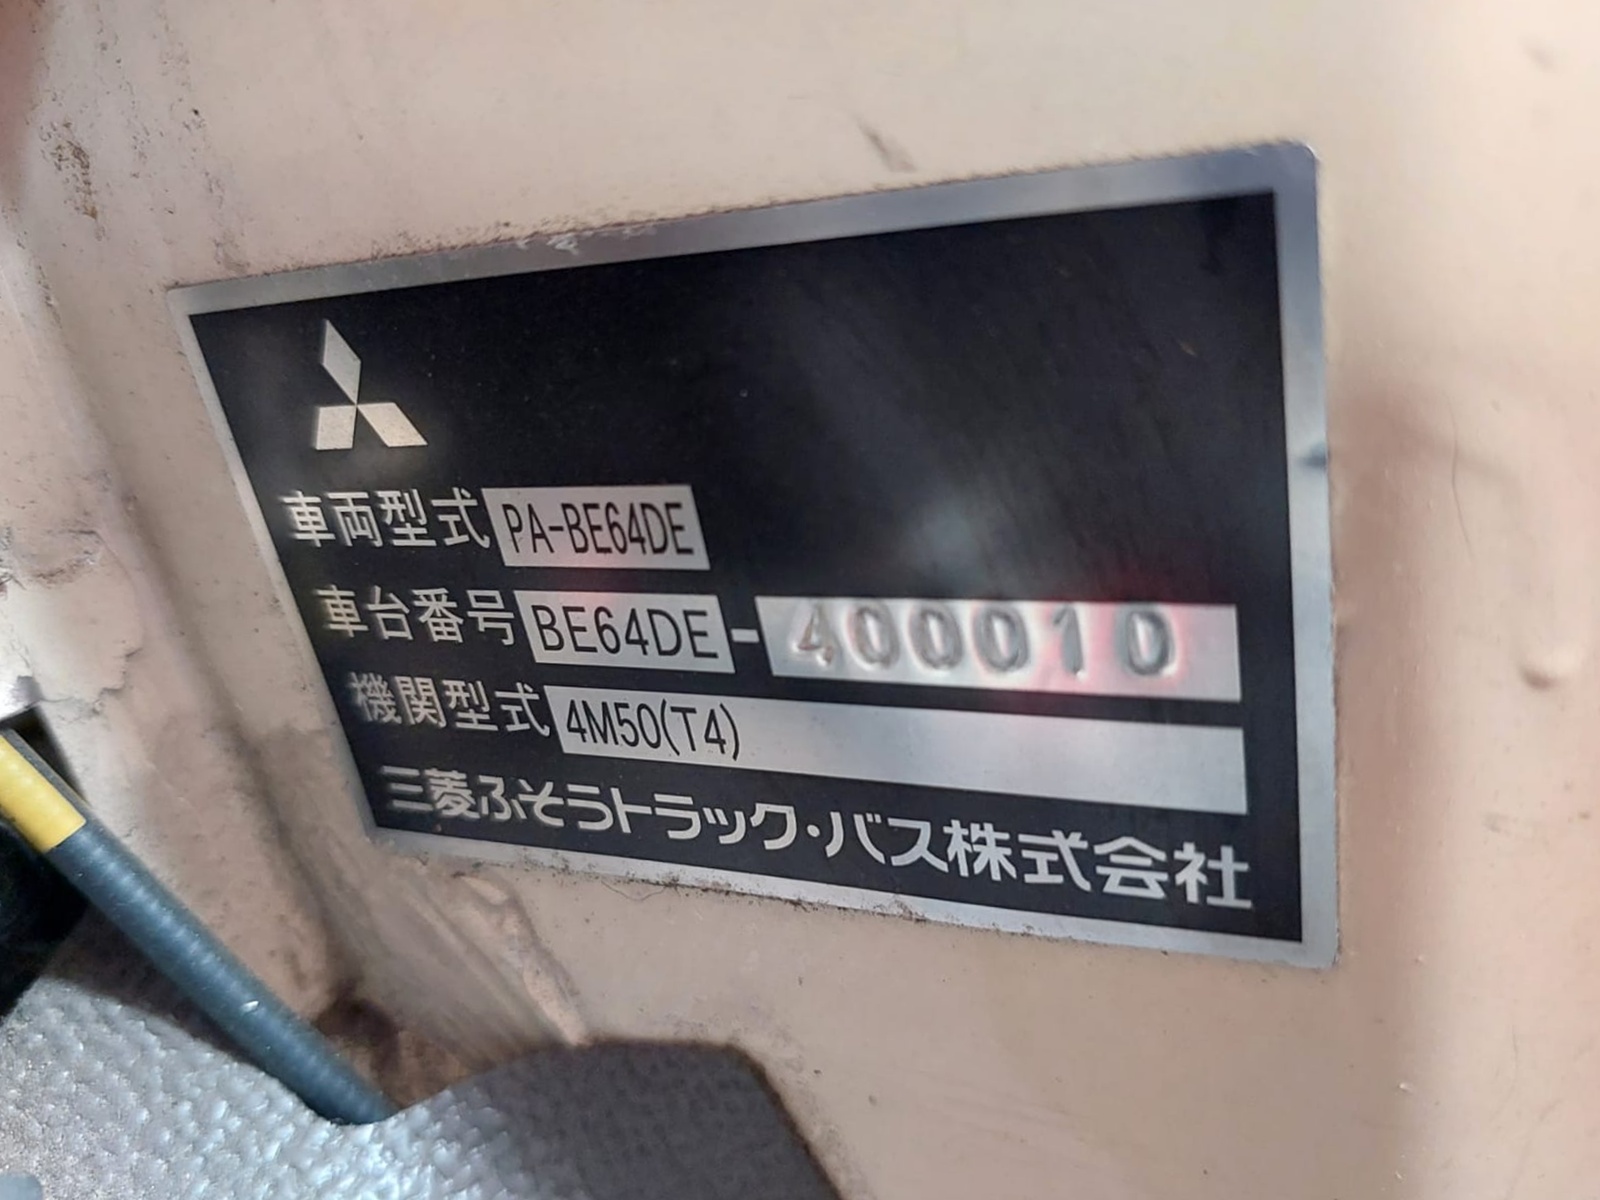 車両型式 PA-BE64DE
車台番号 BE64DE-400010
機関型式 4M50(T4)
三菱ふそうトラック・バス株式会社